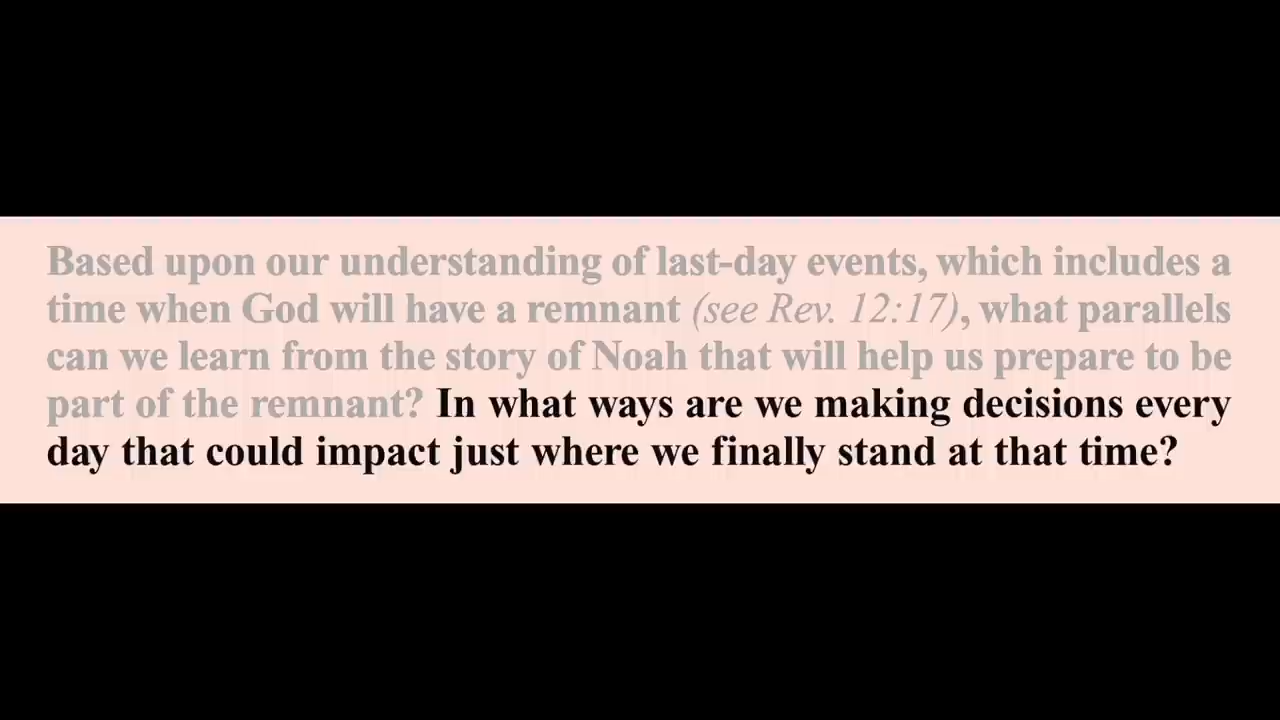 Based upon our understanding of last-day events, which includes a
time when God will have a remnant (see Rev. 12:17), what parallels
can we learn from the story of Noah that will help us prepare to be
part of the remnant? In what ways are we making decisions every
day that could impact just where we finally stand at that time?